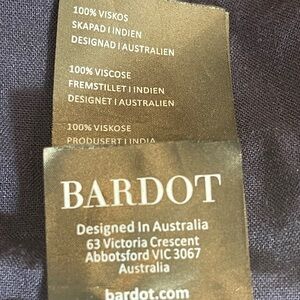 100% VISKOS
SKAPAD I INDIEN
DESIGNAD I AUSTRALIEN
100% VISCOSE
FREMSTILLET I INDIEN
DESIGNET I AUSTRALIEN
100% VISKOSE
PRODUSERT I INDIA
BARDOT
Designed In Australia
63 Victoria Crescent
Abbotsford VIC 3067
Australia
bardot.com